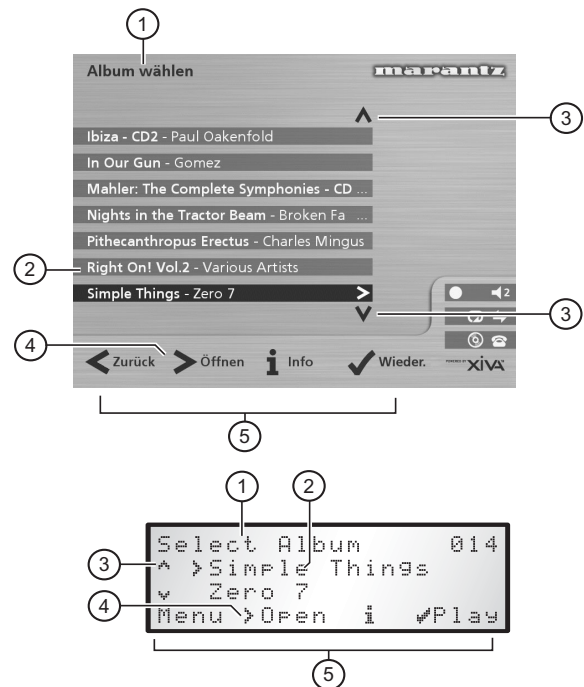 1
Album wählen
marantz
3
Ibiza - CD2 - Paul Oakenfold
In Our Gun - Gomez
Mahler: The Complete Symphonies - CD ...
Nights in the Tractor Beam - Broken Fa ...
Pithecanthropus Erectus - Charles Mingus
2
Right On! Vol.2 - Various Artists
Simple Things - Zero 7
2
3
4
Zurück Öffnen i Info Wieder.
POWERED BY XiVA
5
1 2
Select Album 014
3
^ >Simple Things
Zero 7
4
Menu >Open i ✔Play
5